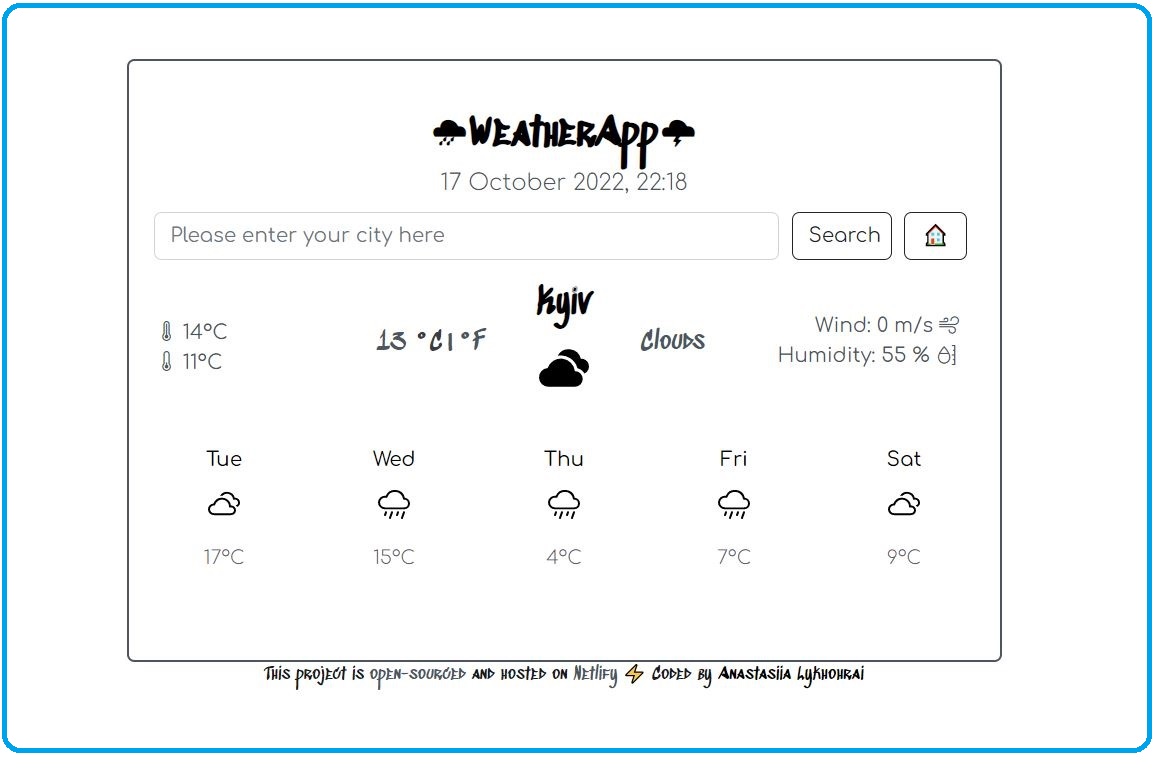 WeatherApp
17 October 2022, 22:18
Please enter your city here
Search
Kyiv
14°C
11°C
13 °C | °F
Clouds
Wind: 0 m/s
Humidity: 55 %
Tue Wed Thu Fri Sat
17°C 15°C 4°C 7°C 9°C
This project is open-sourced and hosted on Netlify ⚡ Coded by Anastasiia Lykhohrai